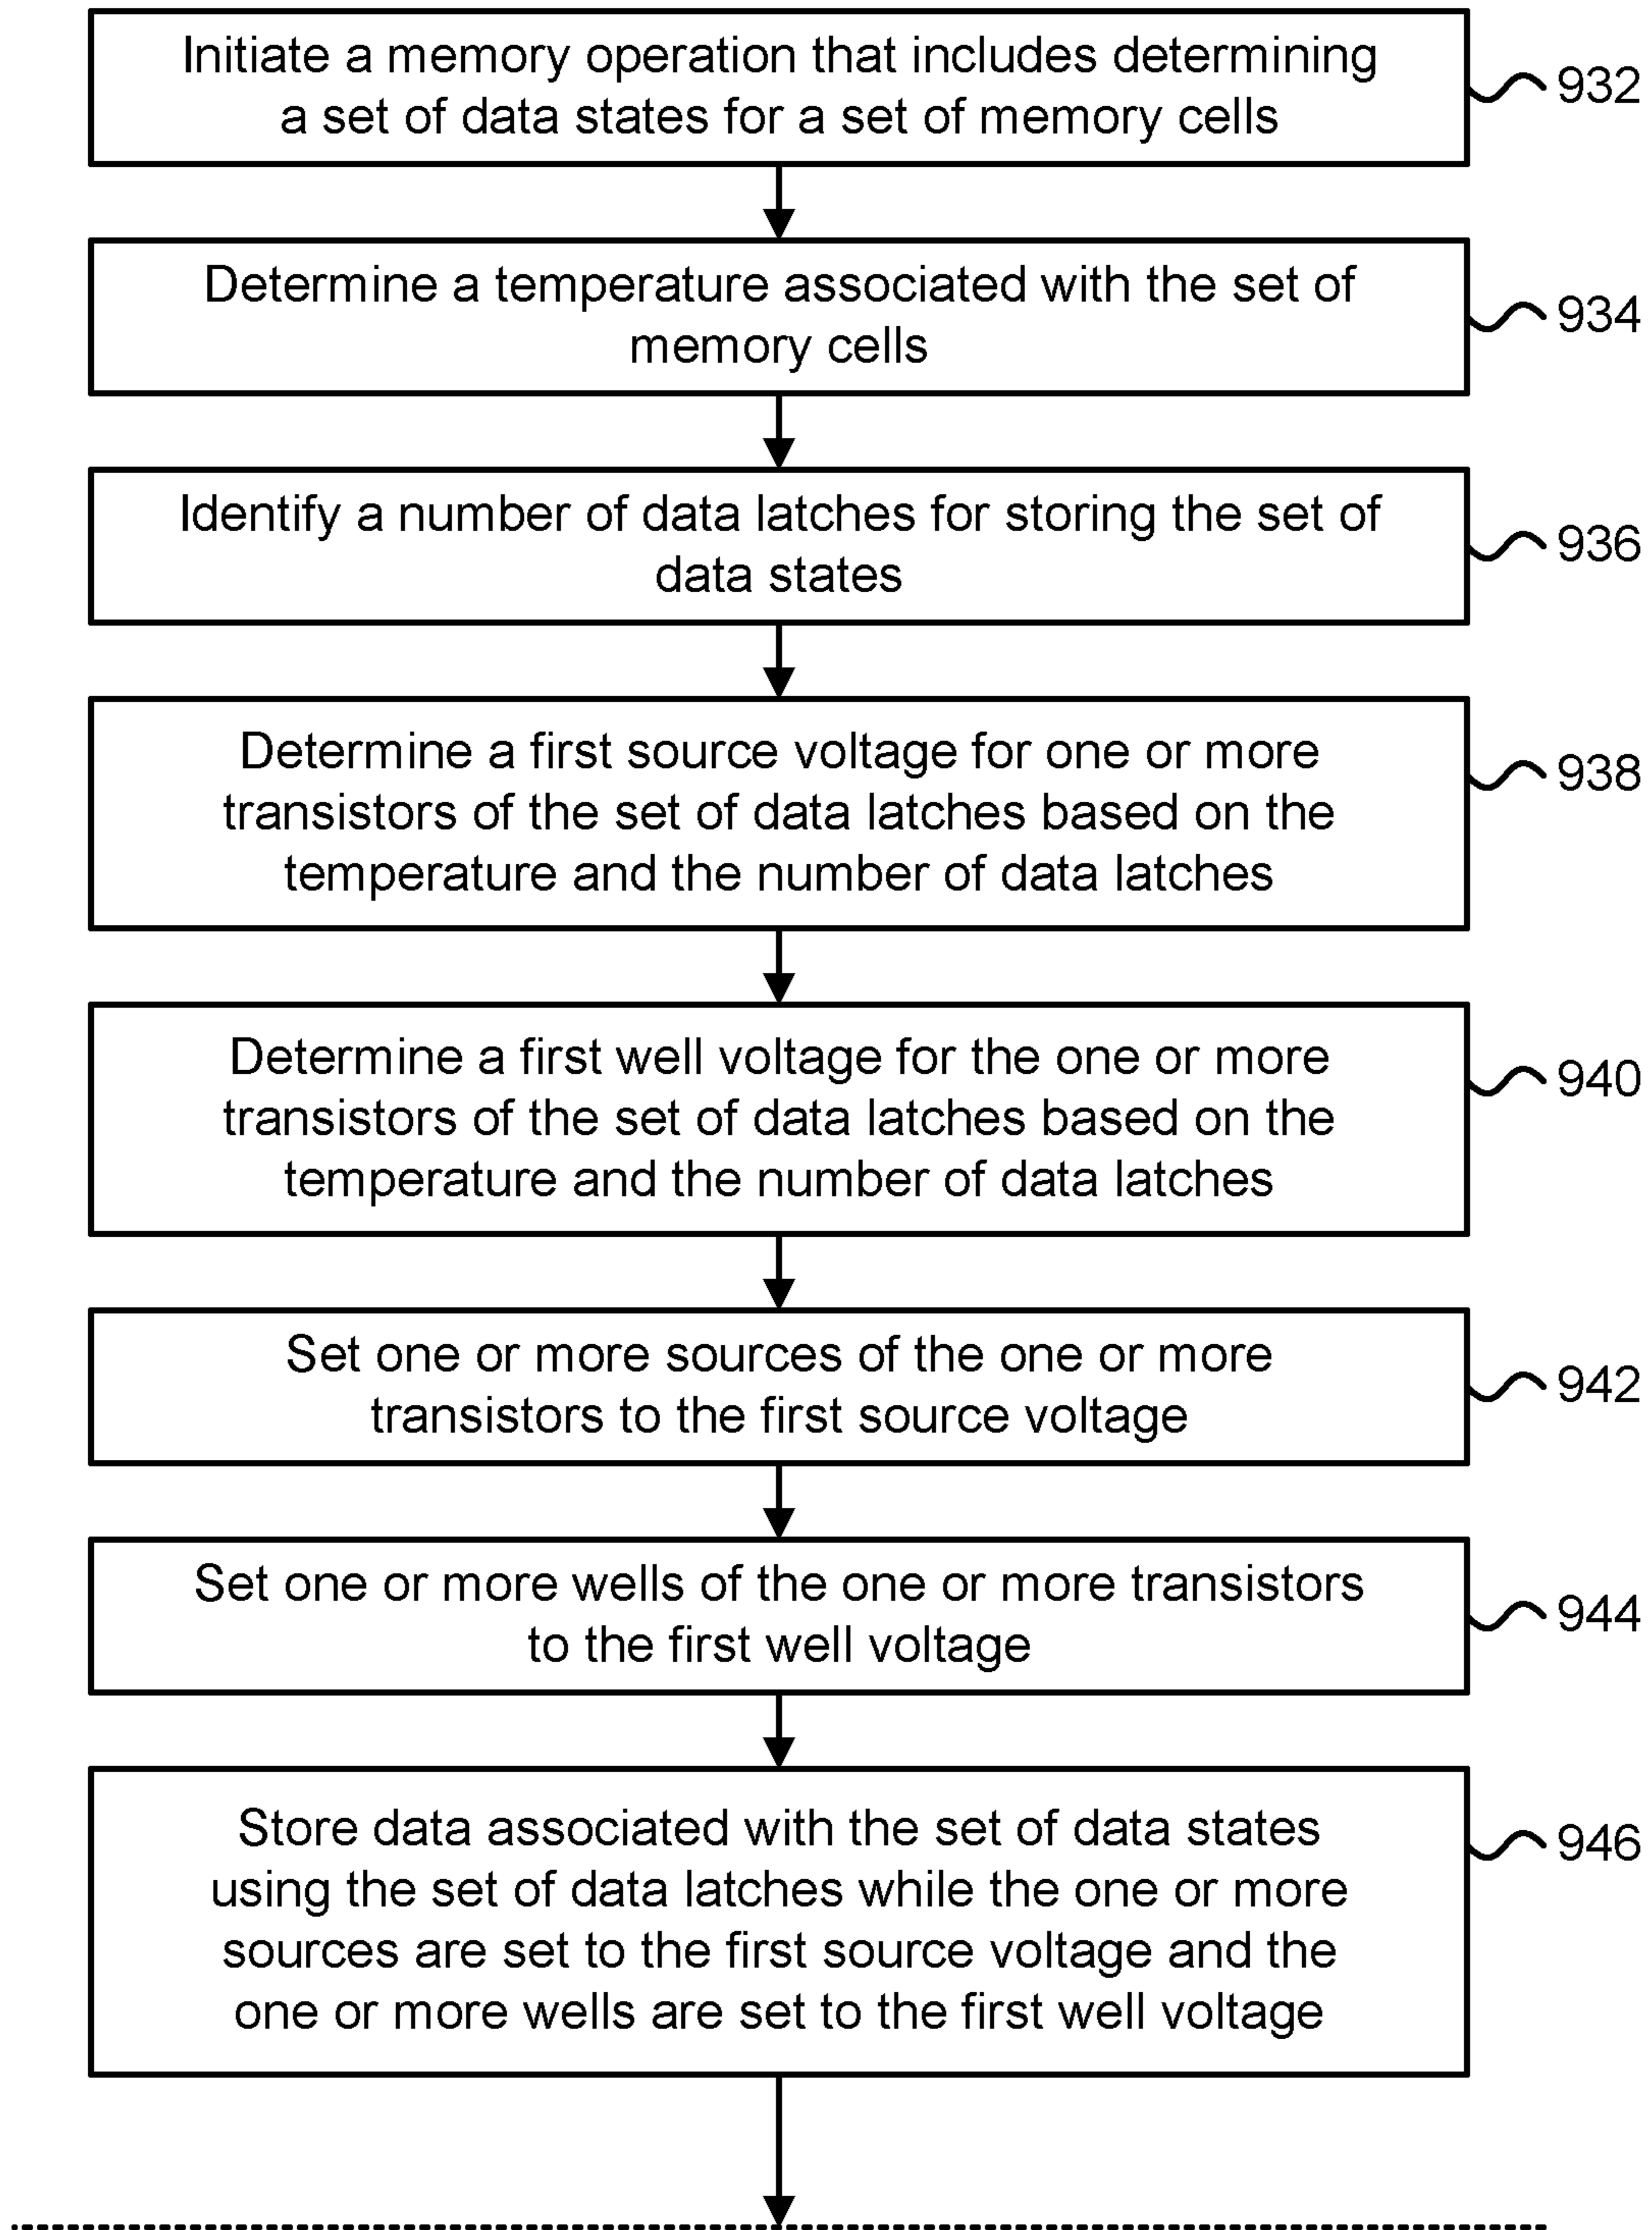 Initiate a memory operation that includes determining
a set of data states for a set of memory cells
932
Determine a temperature associated with the set of
memory cells
934
Identify a number of data latches for storing the set of
data states
936
Determine a first source voltage for one or more
transistors of the set of data latches based on the
temperature and the number of data latches
938
Determine a first well voltage for the one or more
transistors of the set of data latches based on the
temperature and the number of data latches
940
Set one or more sources of the one or more
transistors to the first source voltage
942
Set one or more wells of the one or more transistors
to the first well voltage
944
Store data associated with the set of data states
using the set of data latches while the one or more
sources are set to the first source voltage and the
one or more wells are set to the first well voltage
946